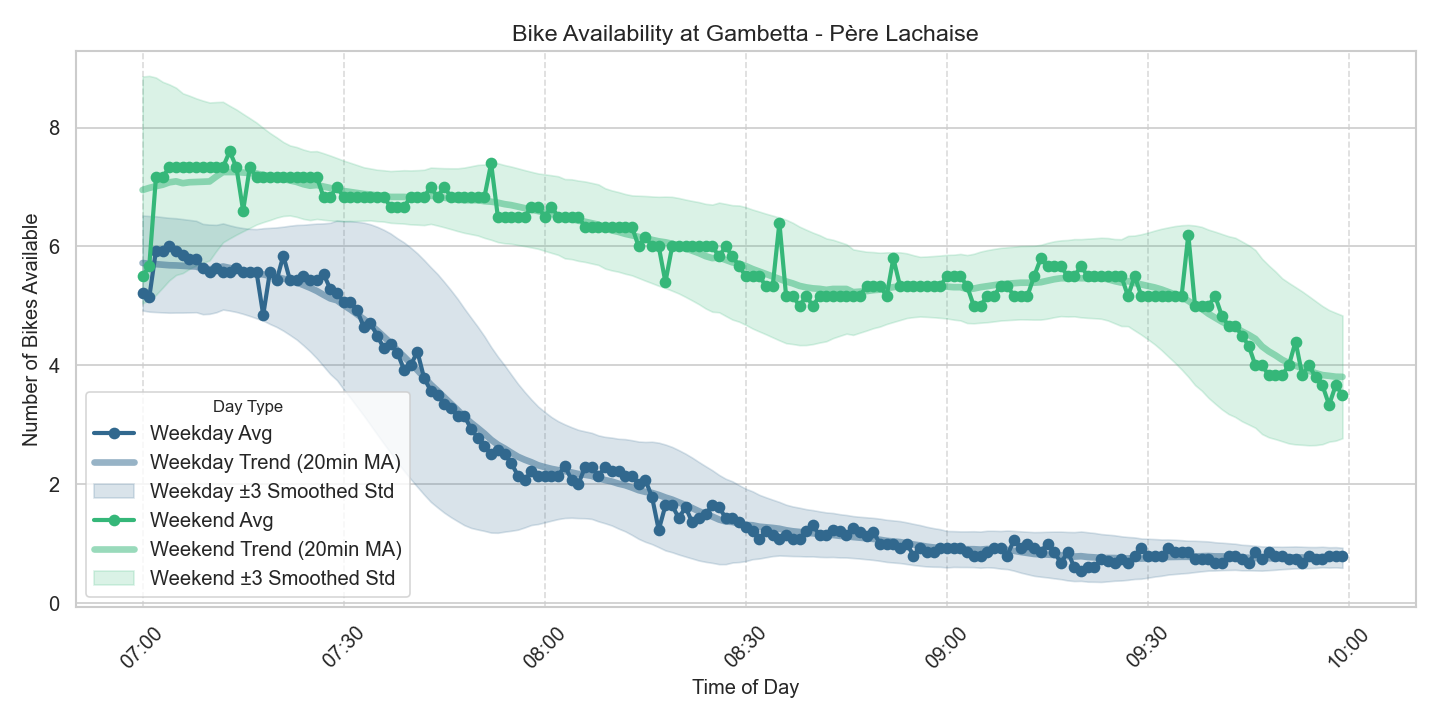 Bike Availability at Gambetta - Père Lachaise
Number of Bikes Available
8
6
4
2
0
Day Type
Weekday Avg
Weekday Trend (20min MA)
Weekday ±3 Smoothed Std
Weekend Avg
Weekend Trend (20min MA)
Weekend ±3 Smoothed Std
07:00
07:30
08:00
08:30
09:00
09:30
10:00
Time of Day